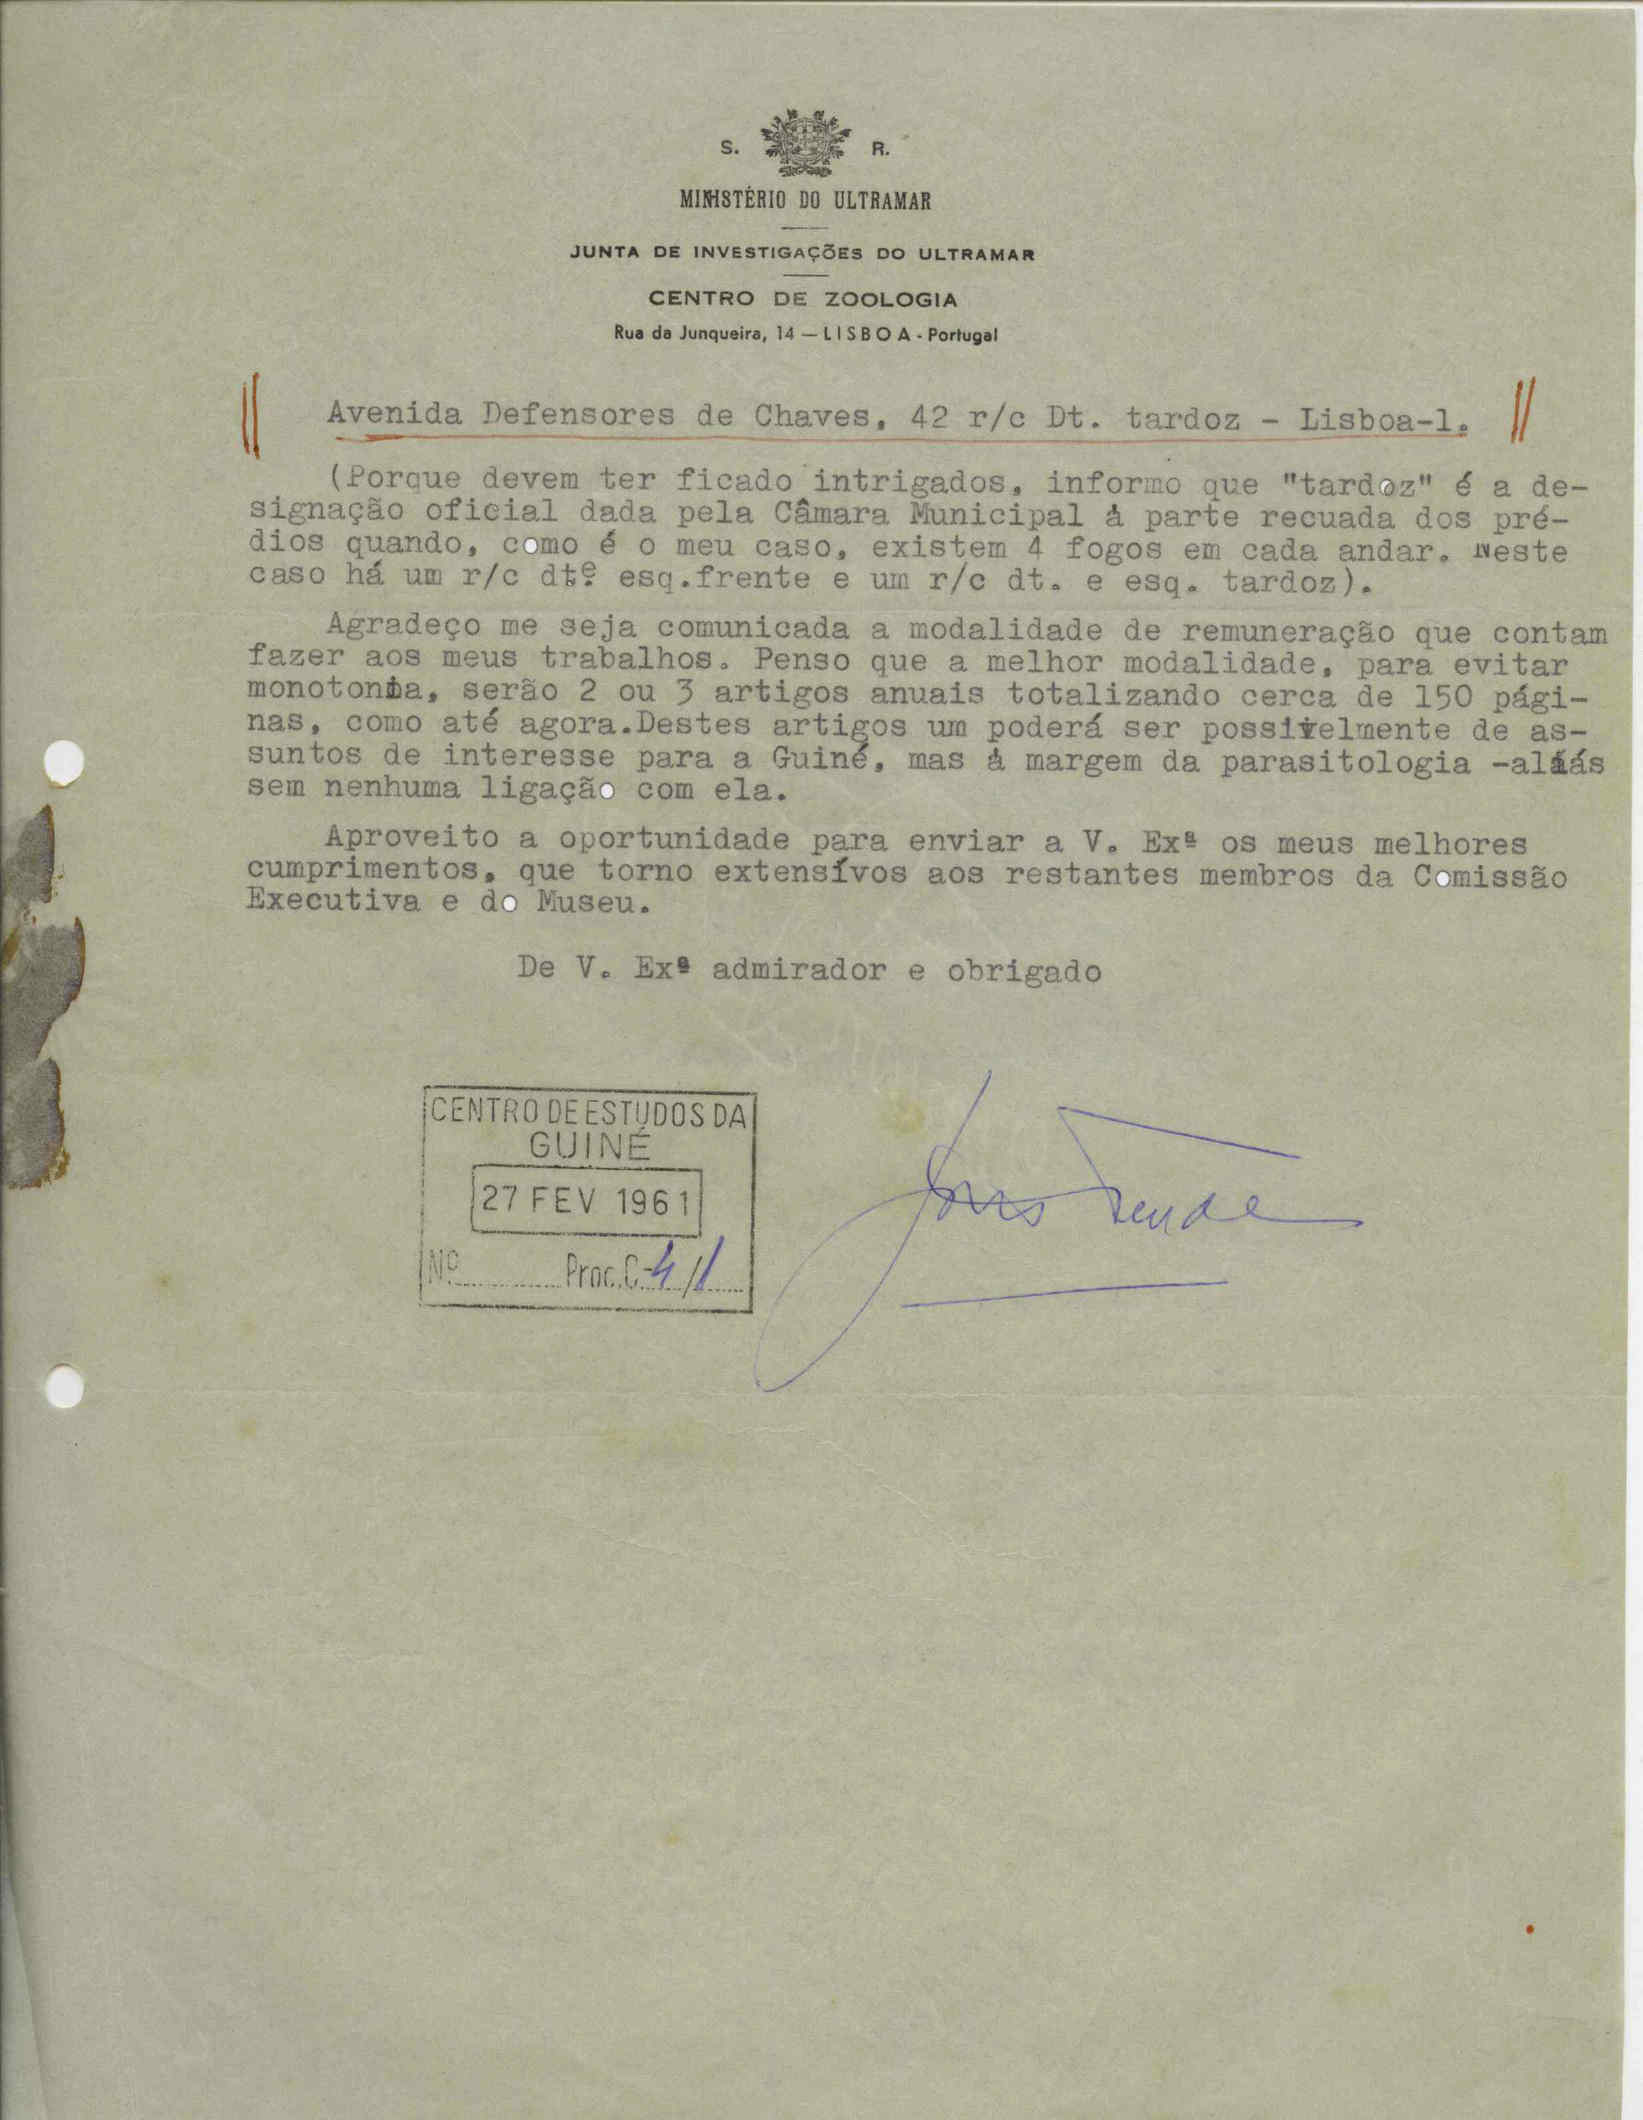 S. R.
MINISTÉRIO DO ULTRAMAR
JUNTA DE INVESTIGAÇÕES DO ULTRAMAR
CENTRO DE ZOOLOGIA
Rua da Junqueira, 14 — LISBOA - Portugal
Avenida Defensores de Chaves, 42 r/c Dt. tardoz - Lisboa-1.
(Porque devem ter ficado intrigados, informo que "tardoz" é a de-
signação oficial dada pela Câmara Municipal á parte recuada dos pré-
dios quando, como é o meu caso, existem 4 fogos em cada andar. Neste
caso há um r/c dtº. esq.frente e um r/c dt. e esq. tardoz).
Agradeço me seja comunicada a modalidade de remuneração que contam
fazer aos meus trabalhos. Penso que a melhor modalidade, para evitar
monotonia, serão 2 ou 3 artigos anuais totalizando cerca de 150 pági-
nas, como até agora.Destes artigos um poderá ser possivelmente de as-
suntos de interesse para a Guiné, mas á margem da parasitologia -aliás
sem nenhuma ligação com ela.
Aproveito a oportunidade para enviar a V. Exª os meus melhores
cumprimentos, que torno extensívos aos restantes membros da Comissão
Executiva e do Museu.
De V. Exª admirador e obrigado
CENTRO DE ESTUDOS DA
GUINÉ
27 FEV 1961
Nº Proc. C-4/1